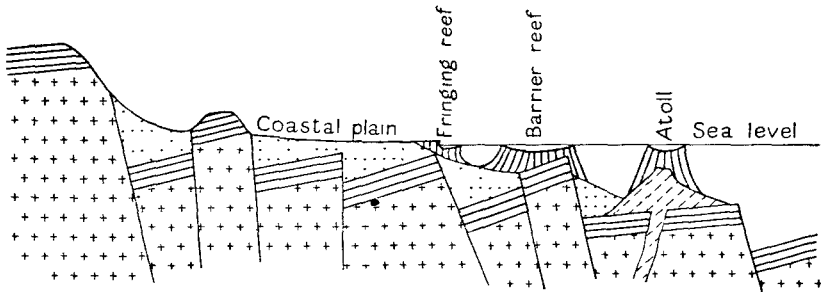 Coastal plain
Fringing reef
Barrier reef
Atoll
Sea level